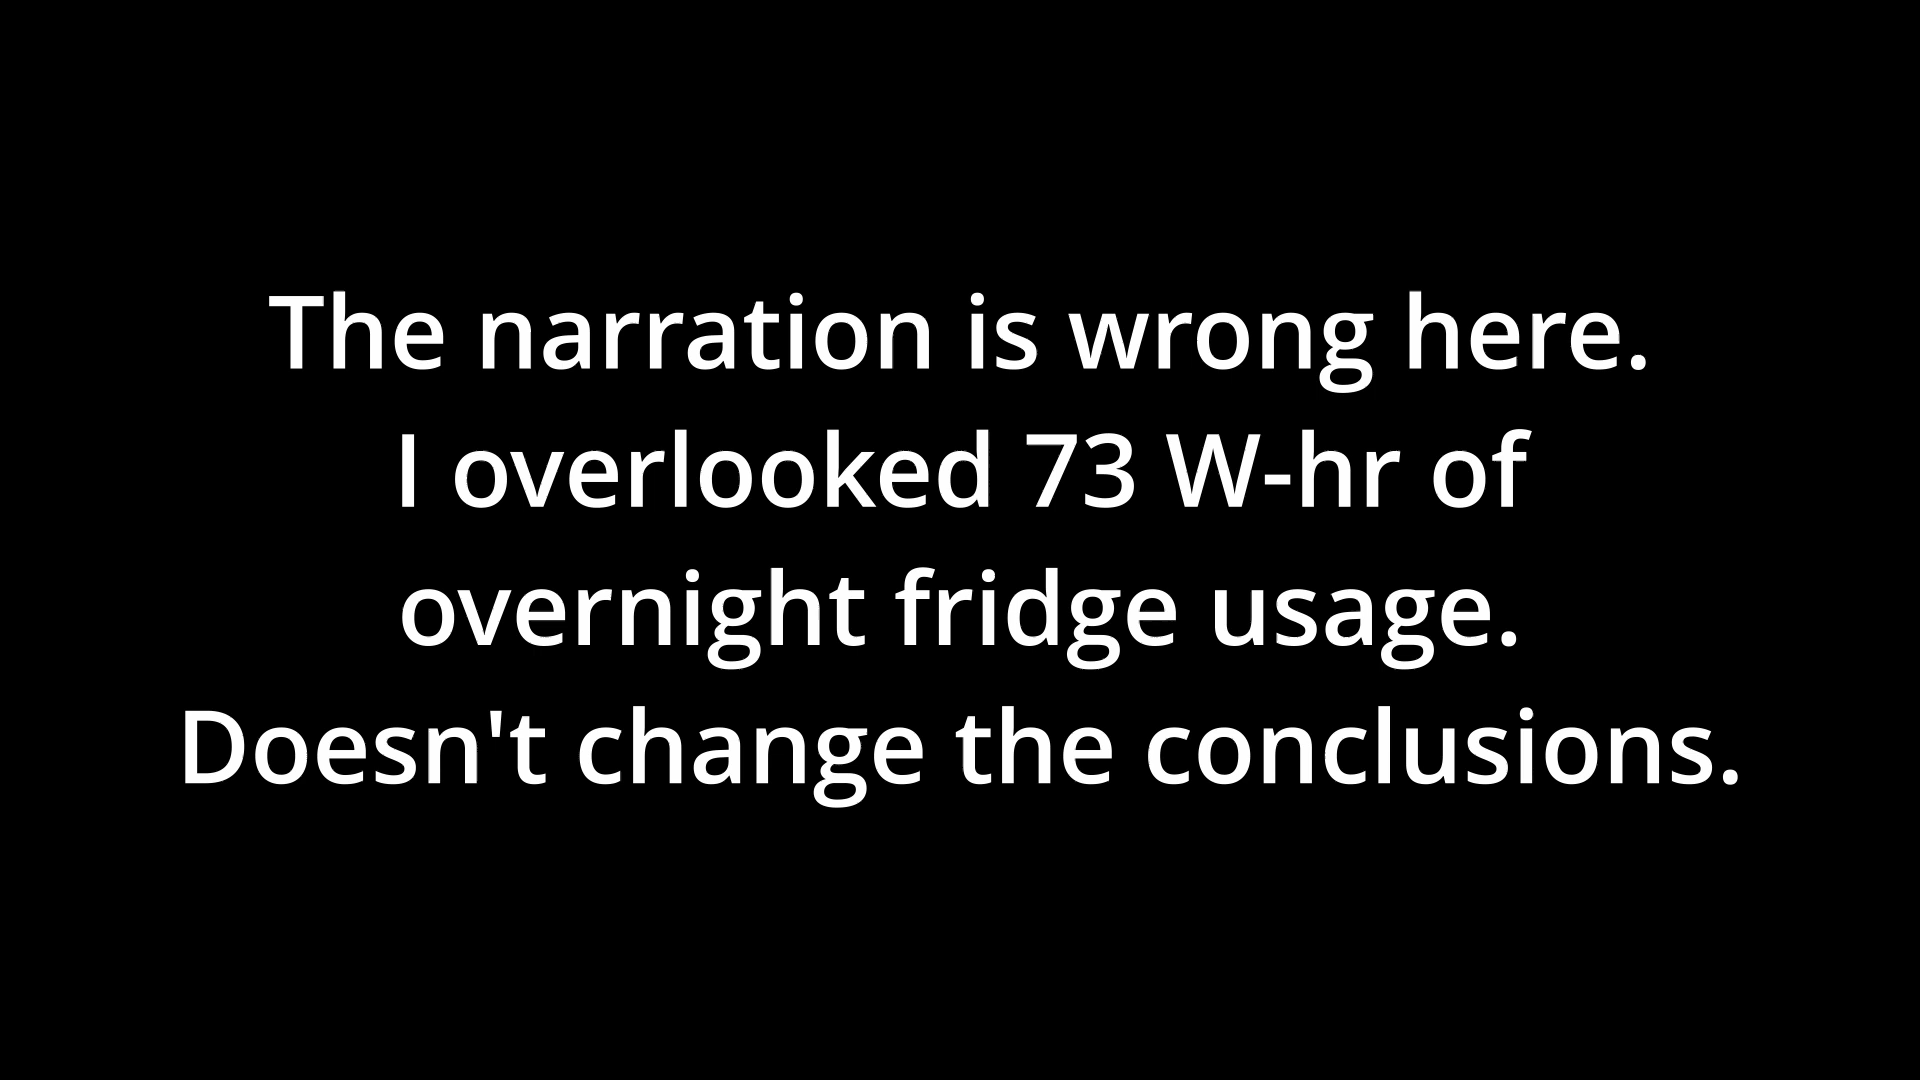 The narration is wrong here.
I overlooked 73 W-hr of
overnight fridge usage.
Doesn't change the conclusions.